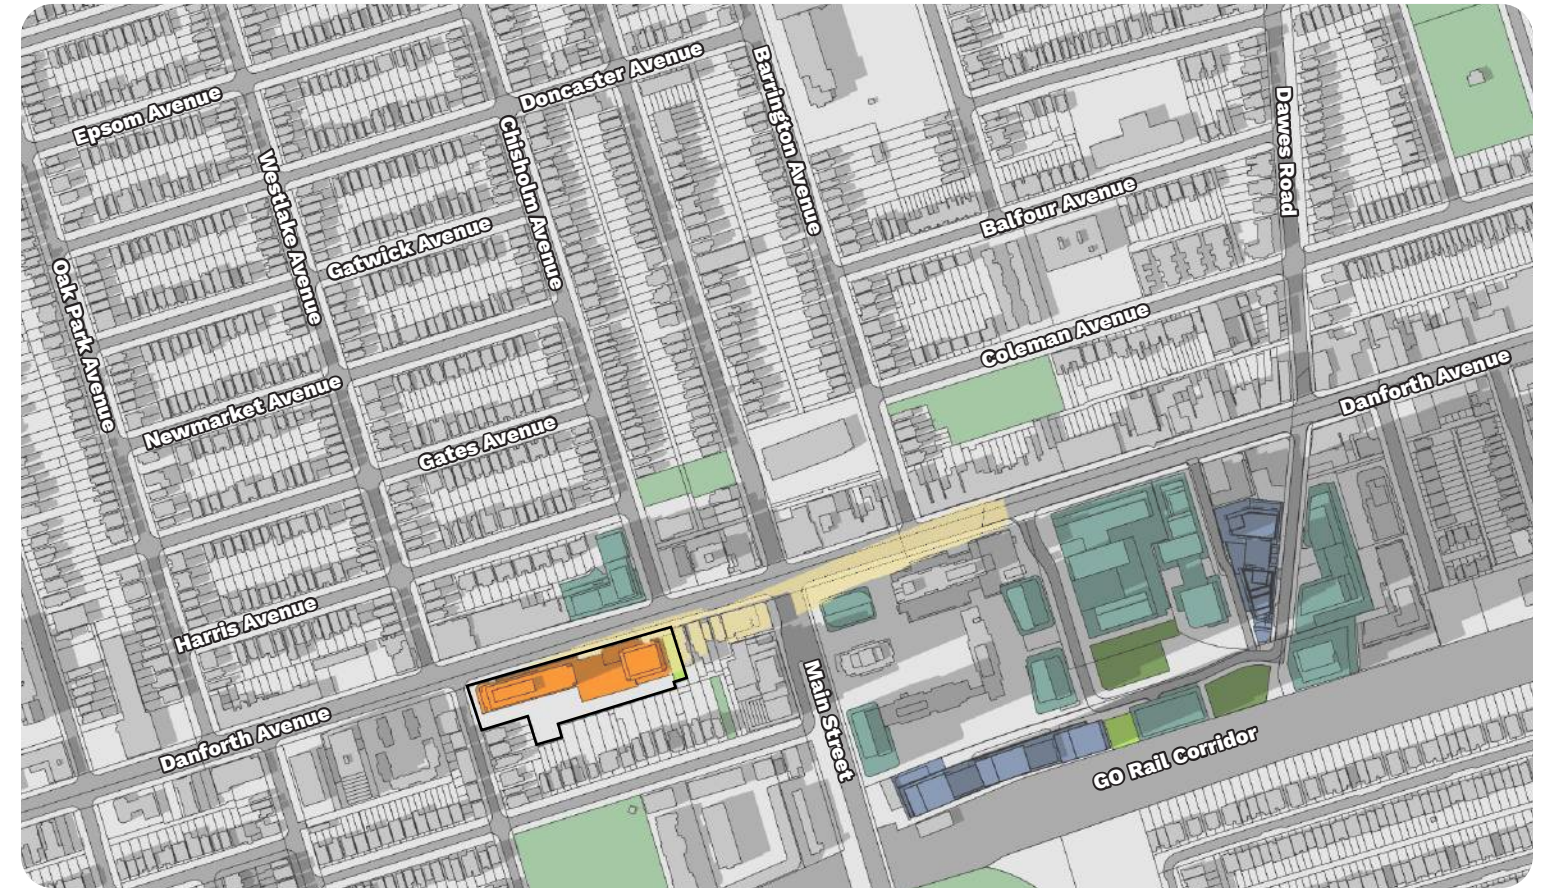 Epsom Avenue
Doncaster Avenue
Barrington Avenue
Dawes Road
Westlake Avenue
Chisholm Avenue
Gatwick Avenue
Balfour Avenue
Oak Park Avenue
Newmarket Avenue
Coleman Avenue
Danforth Avenue
Gates Avenue
Harris Avenue
Danforth Avenue
Main Street
GO Rail Corridor